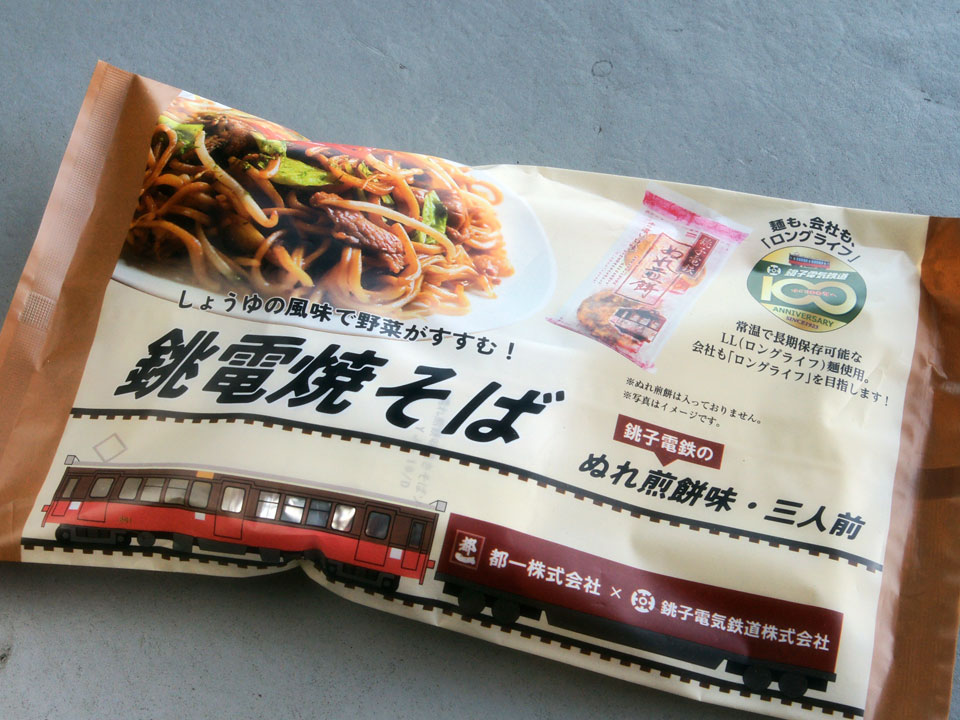 しょうゆの風味で野菜がすすむ!
銚電焼そば
ぬれ煎餅
麺も、会社も、
「ロングライフ」
銚子電気鉄道
100
ANNIVERSARY
SINCE1923
常温で長期保存可能な
LL(ロングライフ)麺使用。
会社も「ロングライフ」を目指します!
※ぬれ煎餅は入っておりません。
※写真はイメージです。
銚子電鉄の
ぬれ煎餅味・三人前
都一
都一株式会社 × 銚子電気鉄道株式会社